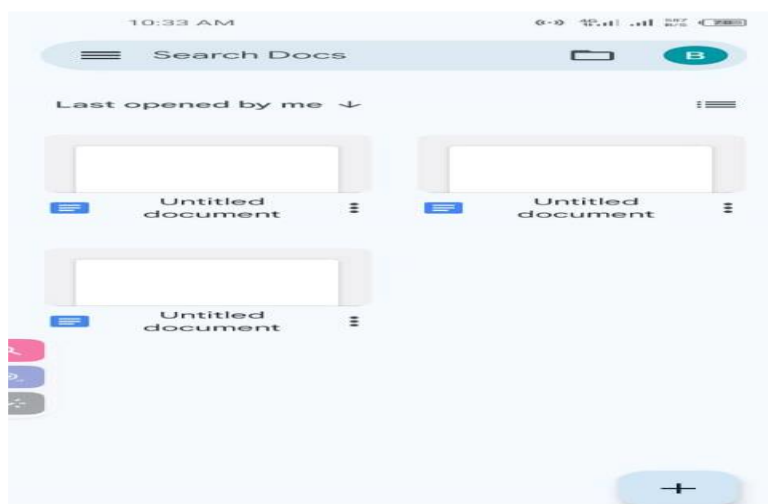 10:33 AM
Search Docs
B
Last opened by me
Untitled
document
Untitled
document
Untitled
document